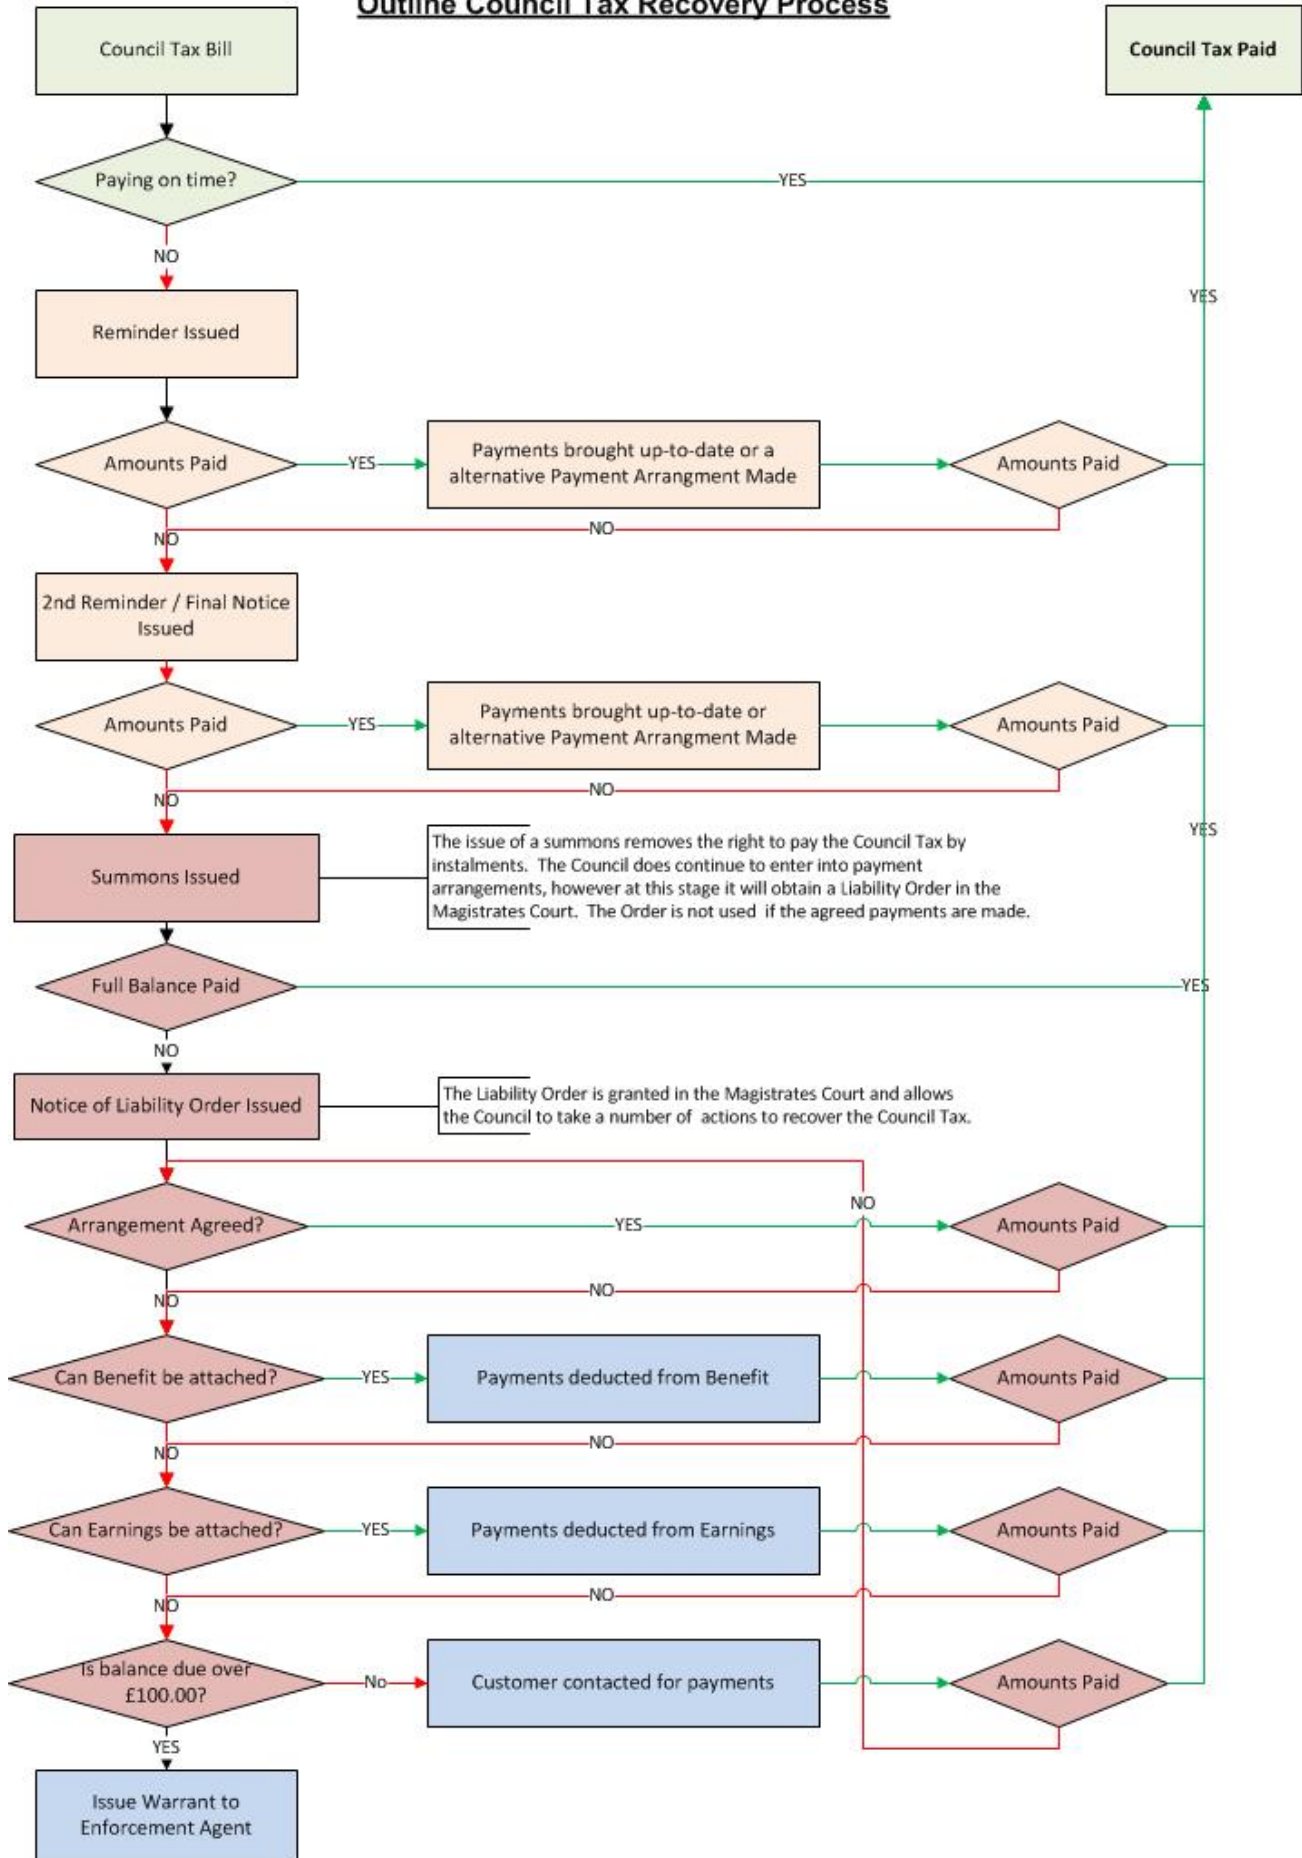 Outline Council Tax Recovery Process
Council Tax Bill
Council Tax Paid
Paying on time?
YES
NO
YES
Reminder Issued
Amounts Paid
YES
Payments brought up-to-date or a
alternative Payment Arrangment Made
Amounts Paid
NO
NO
2nd Reminder / Final Notice
Issued
Amounts Paid
YES
Payments brought up-to-date or
alternative Payment Arrangment Made
Amounts Paid
NO
NO
YES
Summons Issued
The issue of a summons removes the right to pay the Council Tax by
instalments. The Council does continue to enter into payment
arrangements, however at this stage it will obtain a Liability Order in the
Magistrates Court. The Order is not used if the agreed payments are made.
Full Balance Paid
YES
NO
Notice of Liability Order Issued
The Liability Order is granted in the Magistrates Court and allows
the Council to take a number of actions to recover the Council Tax.
NO
Arrangement Agreed?
YES
Amounts Paid
NO
NO
Can Benefit be attached?
YES
Payments deducted from Benefit
Amounts Paid
NO
NO
Can Earnings be attached?
YES
Payments deducted from Earnings
Amounts Paid
NO
NO
Is balance due over
£100.00?
No
Customer contacted for payments
Amounts Paid
YES
Issue Warrant to
Enforcement Agent